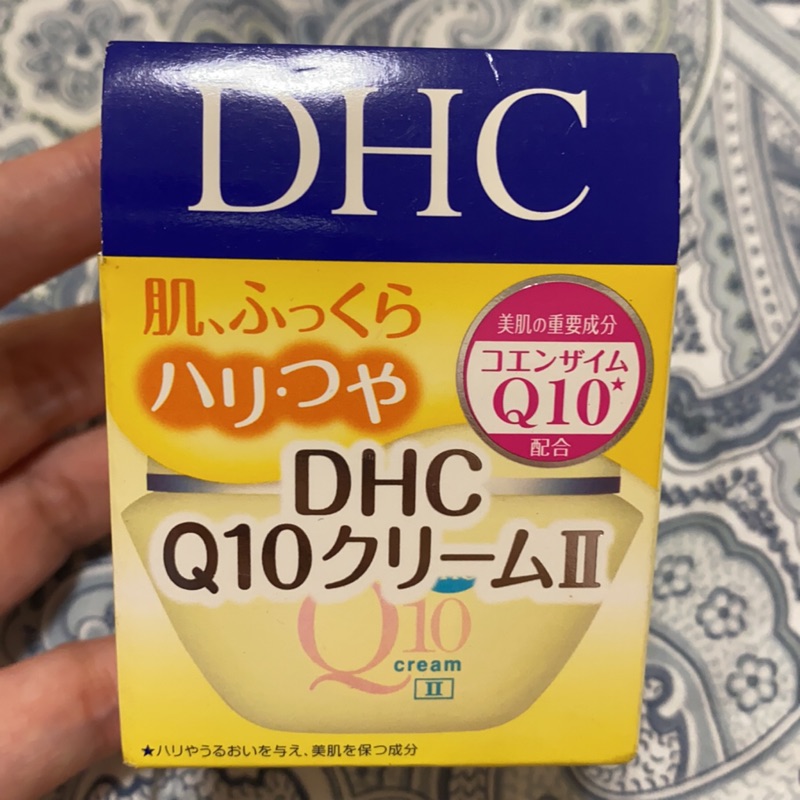 DHC
肌、ふっくら
ハリ・つや
美肌の重要成分
コエンザイム
Q10★
配合
DHC
Q10クリームⅡ
Q10
cream
Ⅱ
★ハリやうるおいを与え、美肌を保つ成分